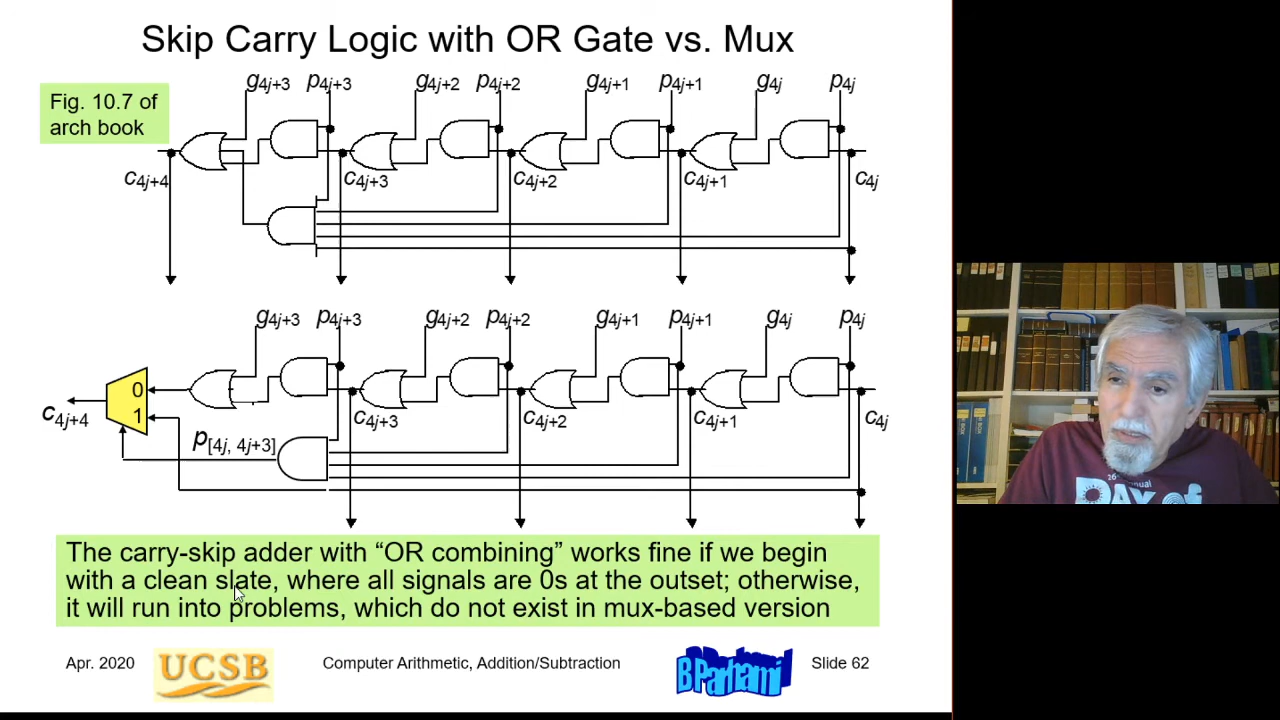 Skip Carry Logic with OR Gate vs. Mux
Fig. 10.7 of
arch book
g4j+3 p4j+3 g4j+2 p4j+2 g4j+1 p4j+1 g4j p4j
c4j+4 c4j+3 c4j+2 c4j+1 c4j
g4j+3 p4j+3 g4j+2 p4j+2 g4j+1 p4j+1 g4j p4j
0
1
c4j+4 c4j+3 c4j+2 c4j+1 c4j
p[4j, 4j+3]
The carry-skip adder with “OR combining” works fine if we begin
with a clean slate, where all signals are 0s at the outset; otherwise,
it will run into problems, which do not exist in mux-based version
Apr. 2020 UCSB Computer Arithmetic, Addition/Subtraction B Parhami Slide 62
DAY of